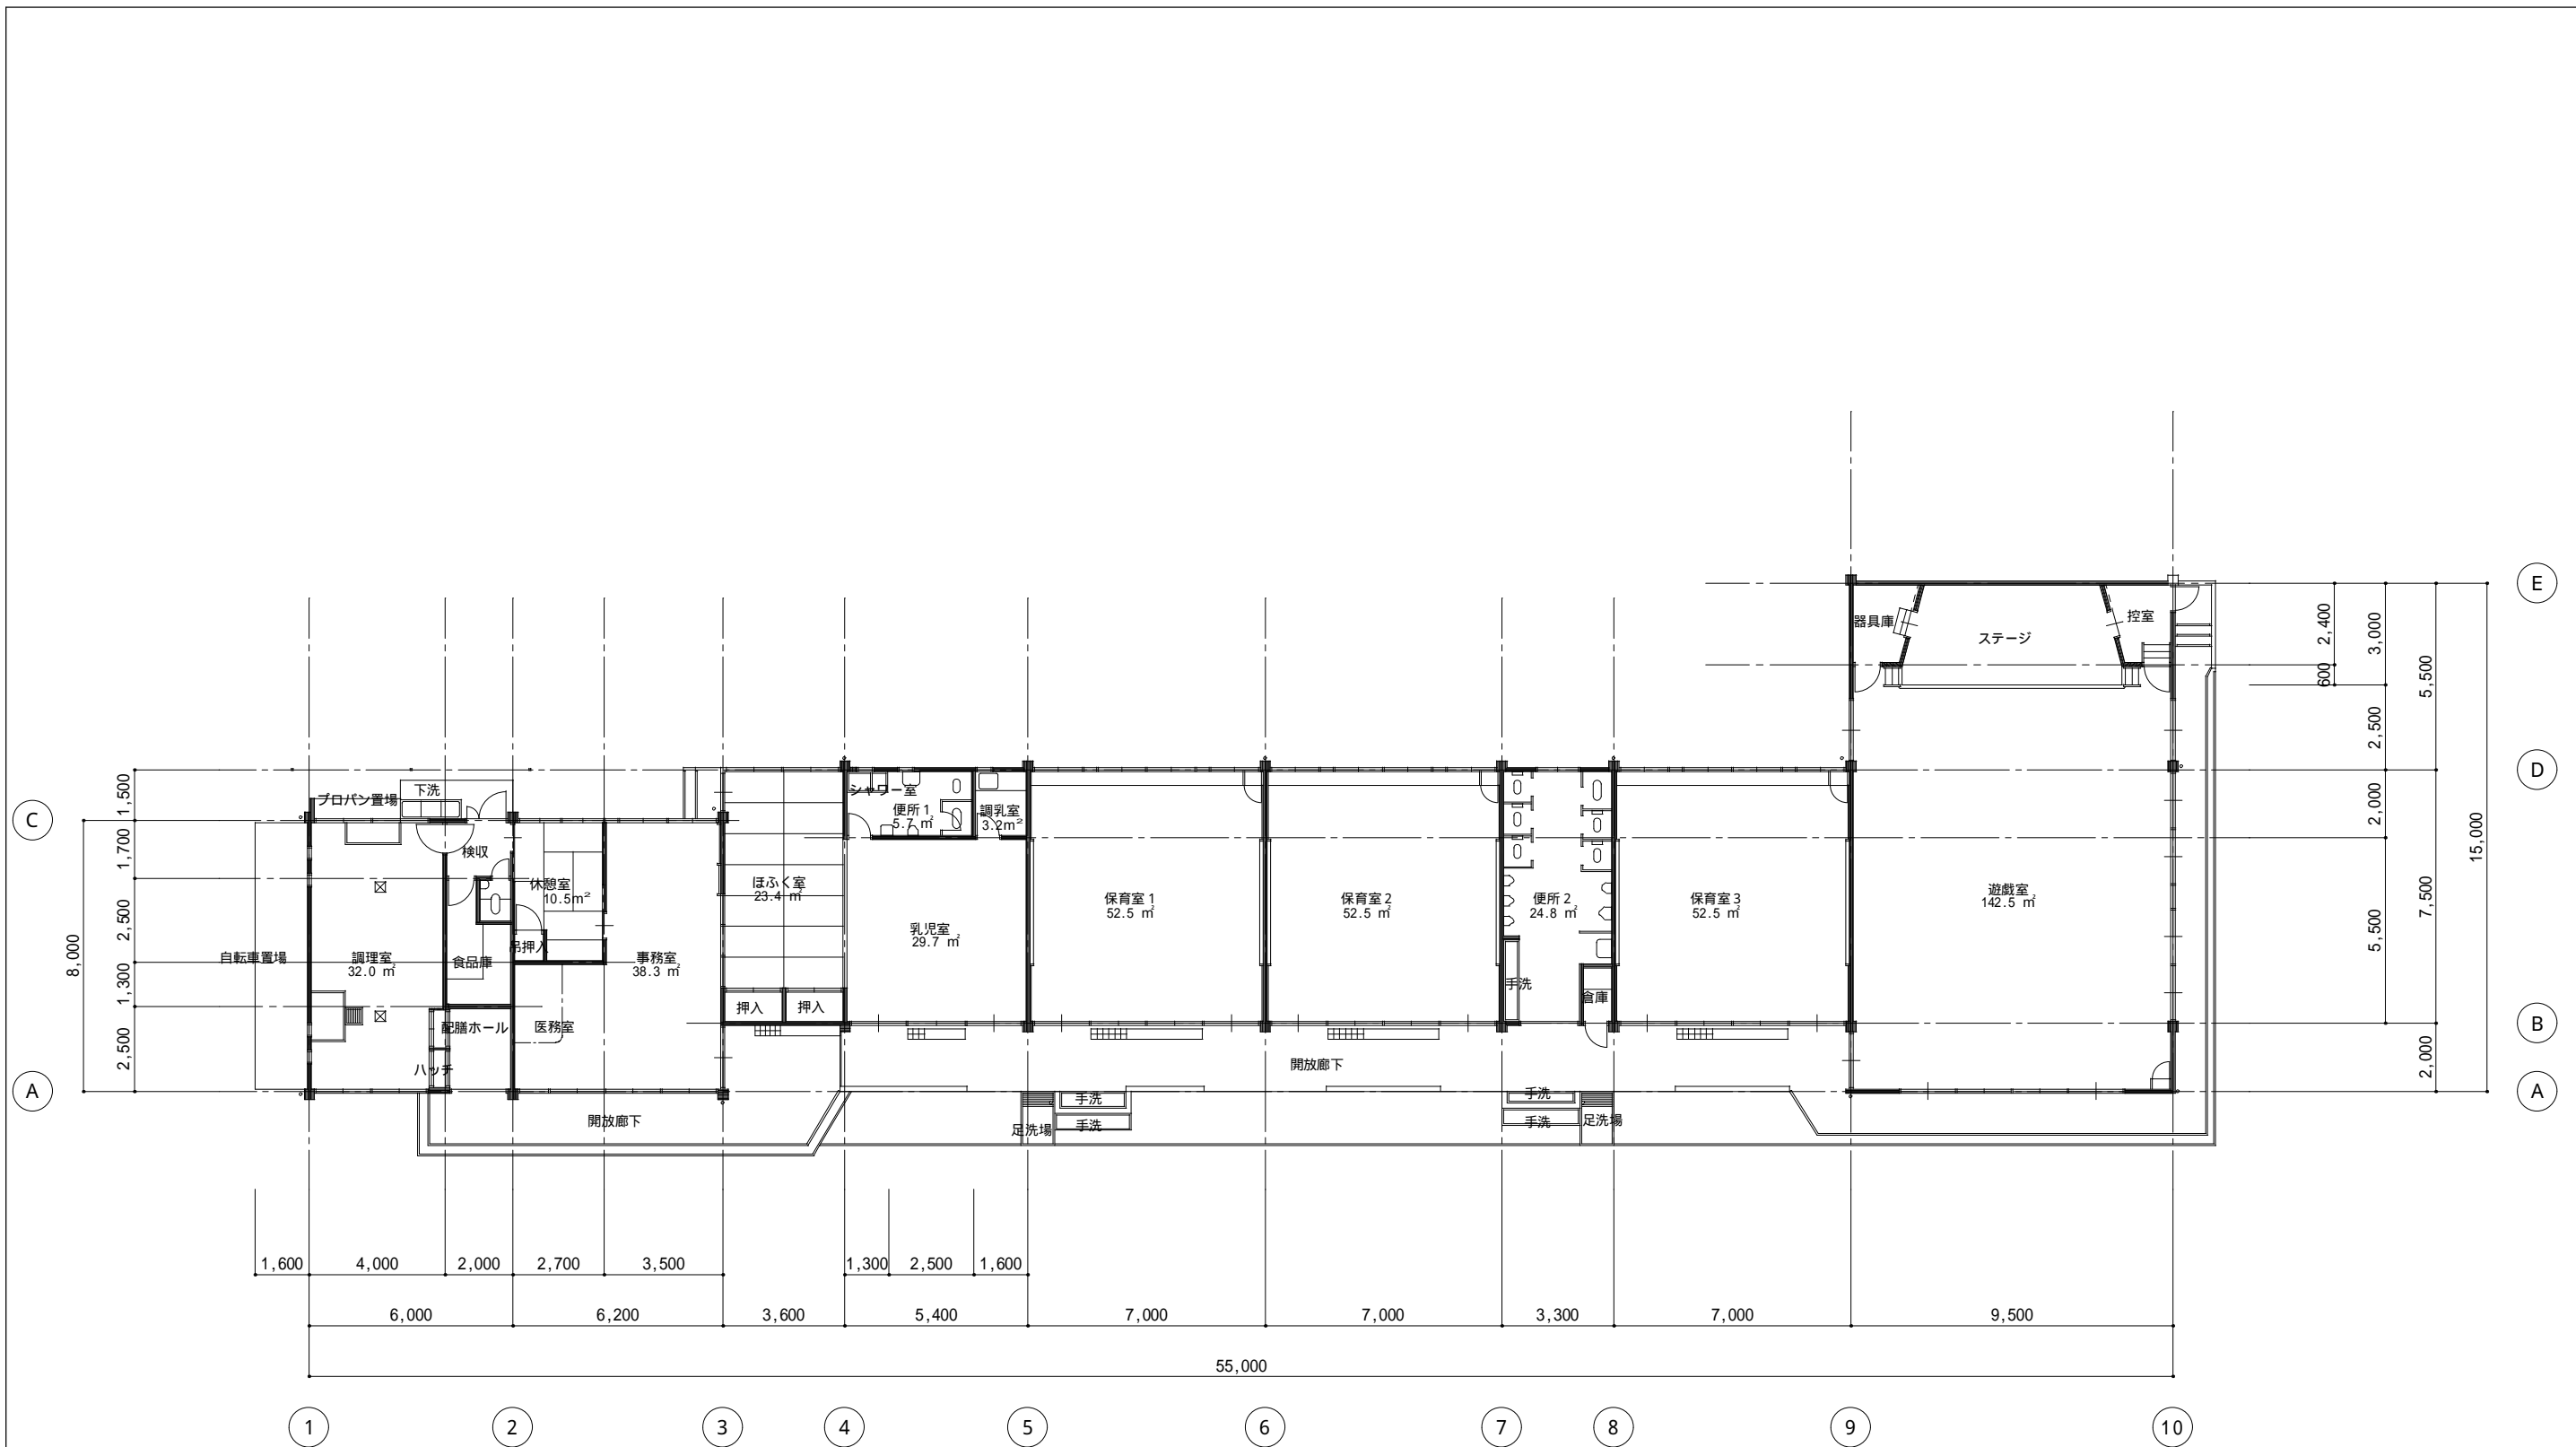 E
器具庫
ステージ
控室
2,400
3,000
600
5,500
2,500
D
1,500
プロパン置場
下洗
シャワー室
便所1
5.7 ㎡
調乳室
3.2m²
2,000
C
15,000
1,700
検収
休憩室
10.5m²
ほふく室
23.4 ㎡
保育室1
52.5 ㎡
保育室2
52.5 ㎡
便所2
24.8 ㎡
保育室3
52.5 ㎡
遊戯室
142.5 ㎡
7,500
2,500
乳児室
29.7 ㎡
5,500
8,000
自転車置場
調理室
32.0 ㎡
食品庫
吊押入
事務室
38.3 ㎡
1,300
手洗
倉庫
押入
押入
配膳ホール
医務室
B
2,500
ハッチ
開放廊下
2,000
A
A
手洗
手洗
開放廊下
足洗場
手洗
手洗
足洗場
1,600
4,000
2,000
2,700
3,500
1,300
2,500
1,600
6,000
6,200
3,600
5,400
7,000
7,000
3,300
7,000
9,500
55,000
1
2
3
4
5
6
7
8
9
10